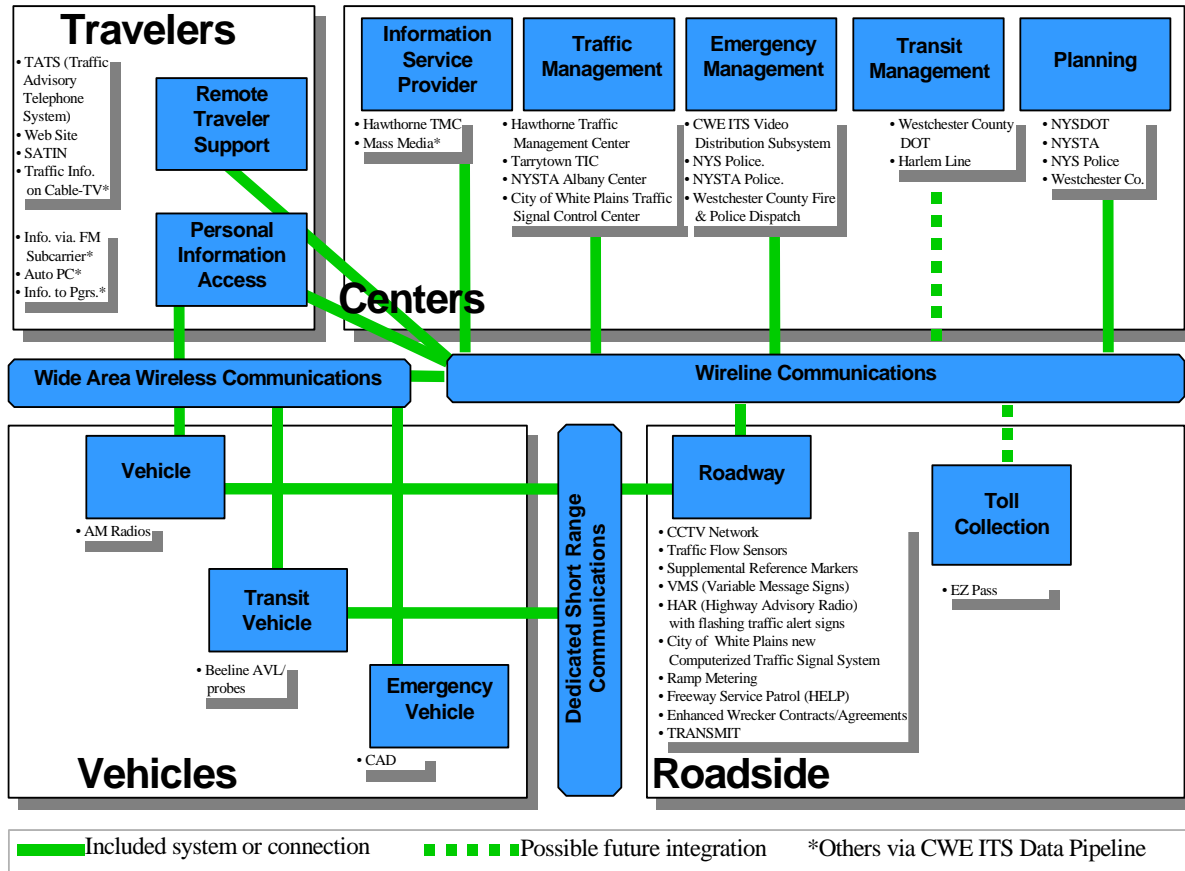 Travelers
• TATS (Traffic
Advisory
Telephone
System)
• Web Site
• SATIN
• Traffic Info.
on Cable-TV*
Remote
Traveler
Support
• Info. via. FM
Subcarrier*
• Auto PC*
• Info. to Pgrs.*
Personal
Information
Access
Centers
Information
Service
Provider
• Hawthorne TMC
• Mass Media*
Traffic
Management
• Hawthorne Traffic
Management Center
• Tarrytown TIC
• NYSTA Albany Center
• City of White Plains Traffic
Signal Control Center
Emergency
Management
• CWE ITS Video
Distribution Subsystem
• NYS Police.
• NYSTA Police.
• Westchester County Fire
& Police Dispatch
Transit
Management
• Westchester County
DOT
• Harlem Line
Planning
• NYSDOT
• NYSTA
• NYS Police
• Westchester Co.
Wide Area Wireless Communications
Wireline Communications
Vehicle
• AM Radios
Transit
Vehicle
• Beeline AVL/
probes
Emergency
Vehicle
• CAD
Vehicles
Dedicated Short Range
Communications
Roadway
• CCTV Network
• Traffic Flow Sensors
• Supplemental Reference Markers
• VMS (Variable Message Signs)
• HAR (Highway Advisory Radio)
with flashing traffic alert signs
• City of White Plains new
Computerized Traffic Signal System
• Ramp Metering
• Freeway Service Patrol (HELP)
• Enhanced Wrecker Contracts/Agreements
• TRANSMIT
Toll
Collection
• EZ Pass
Roadside
Included system or connection
Possible future integration
*Others via CWE ITS Data Pipeline